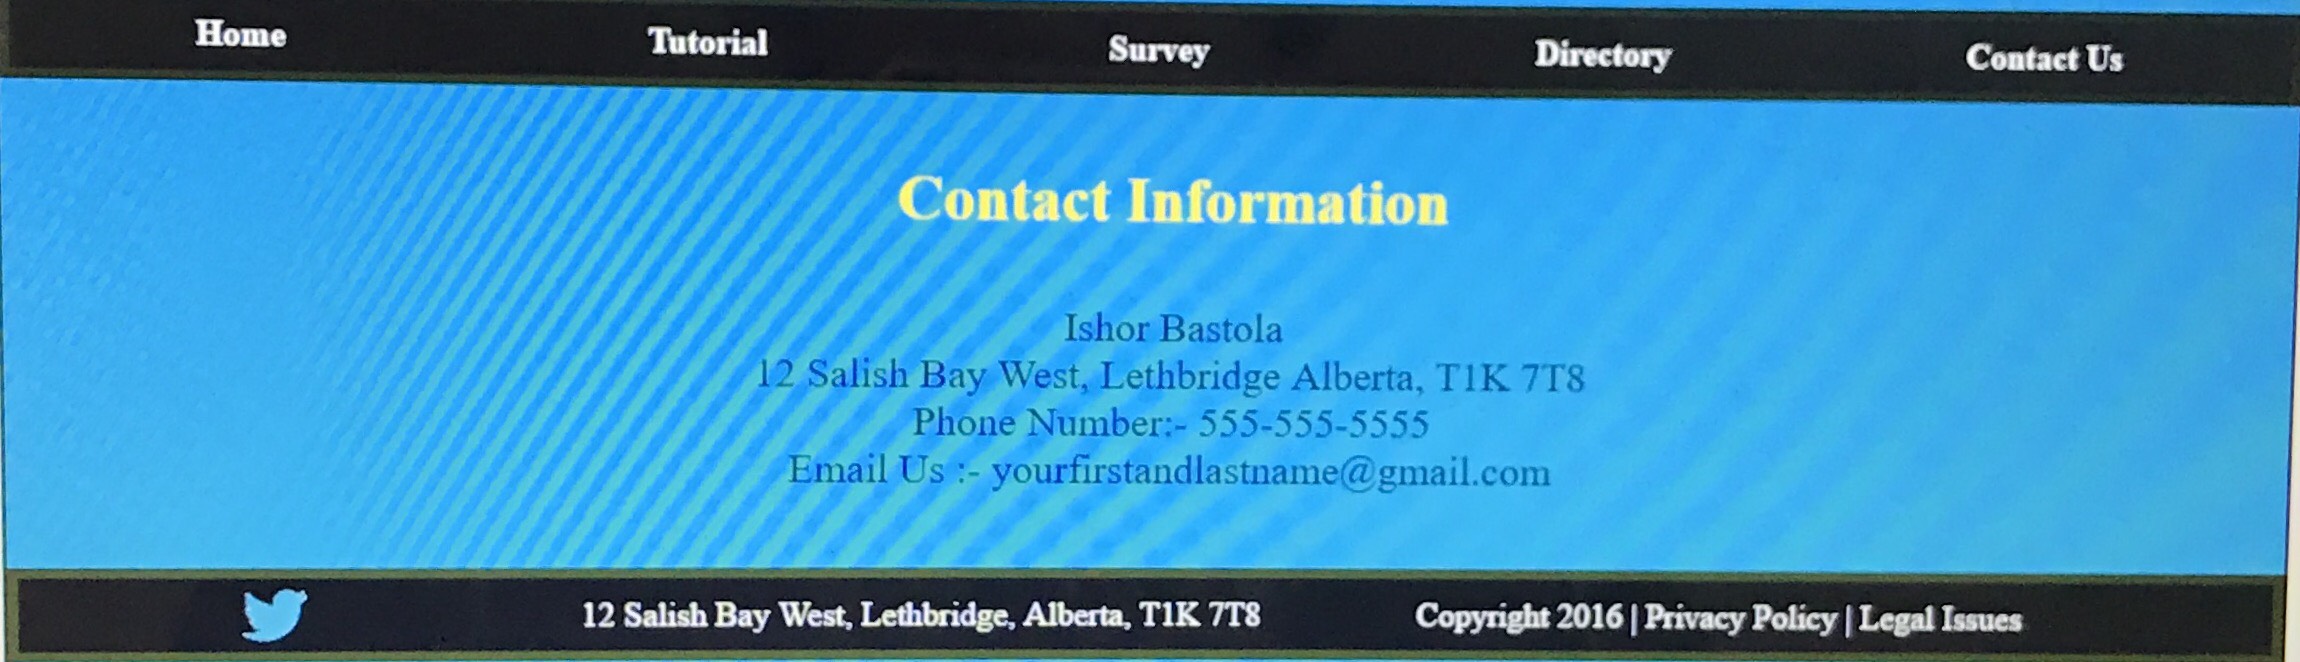 Home Tutorial Survey Directory Contact Us
Contact Information
Ishor Bastola
12 Salish Bay West, Lethbridge Alberta, T1K 7T8
Phone Number:- 555-555-5555
Email Us :- yourfirstandlastname@gmail.com
12 Salish Bay West, Lethbridge, Alberta, T1K 7T8 Copyright 2016 | Privacy Policy | Legal Issues